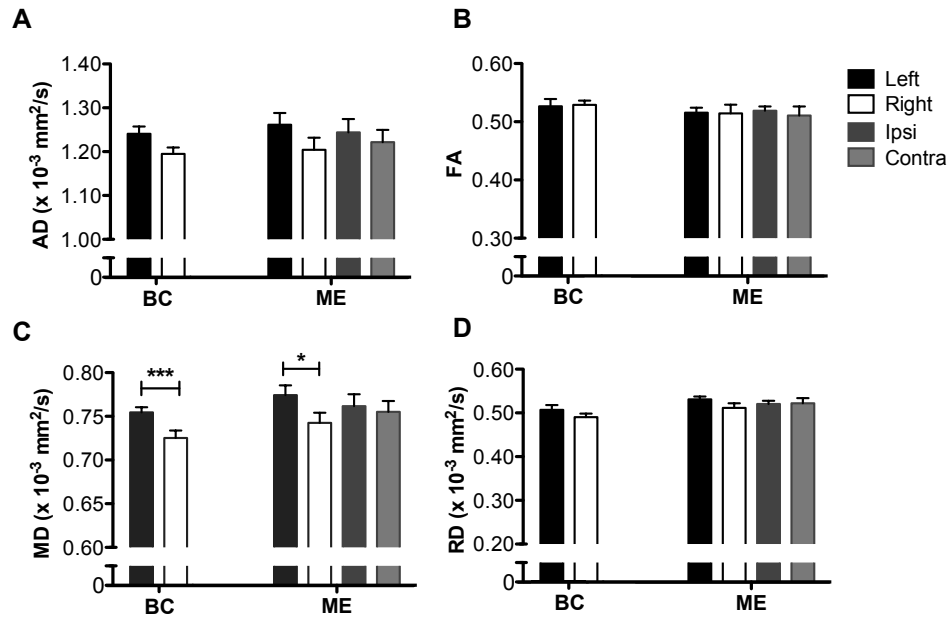 A
AD (x 10-3 mm2/s)
1.40
1.30
1.20
1.10
1.00
0
BC
ME
B
FA
0.60
0.50
0.40
0.30
0
BC
ME
Left
Right
Ipsi
Contra
C
MD (x 10-3 mm2/s)
0.80
0.75
0.70
0.60
0
***
*
BC
ME
D
RD (x 10-3 mm2/s)
0.60
0.50
0.40
0.30
0.20
0
BC
ME